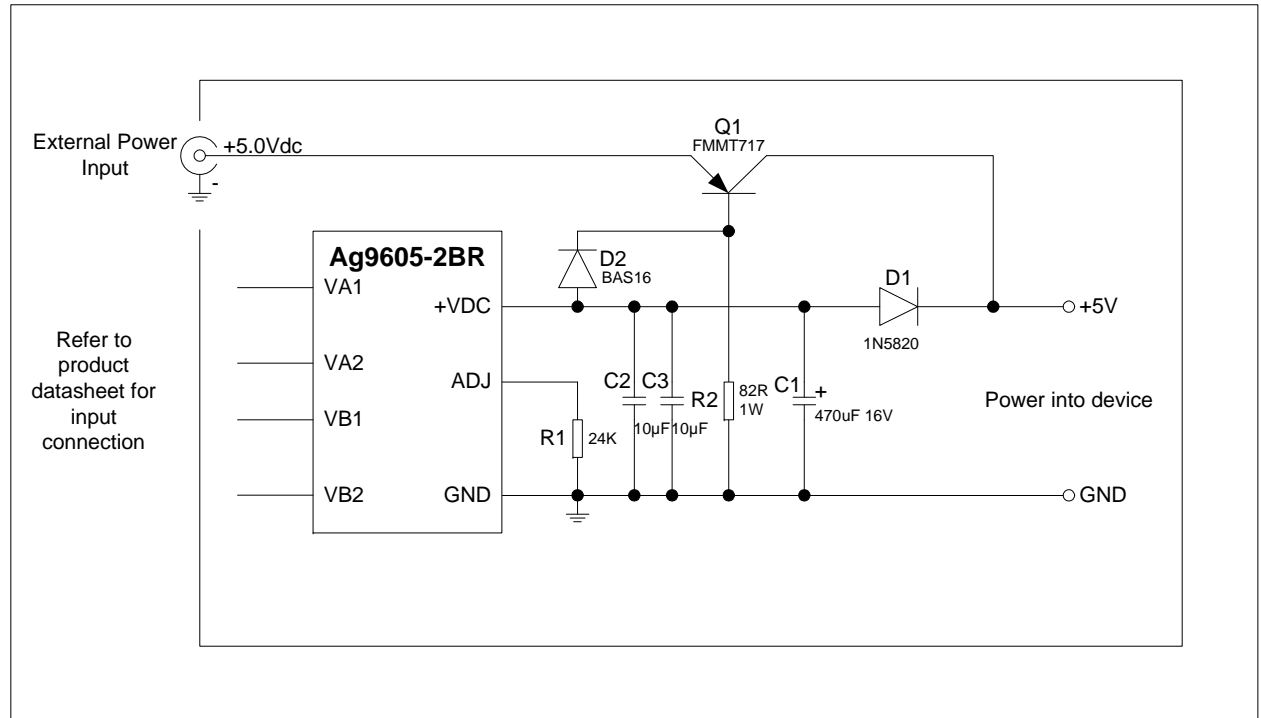 External Power
Input
+5.0Vdc
-
Q1
FMMT717
Ag9605-2BR
VA1
VA2
VB1
VB2
+VDC
ADJ
GND
Refer to
product
datasheet for
input
connection
D2
BAS16
D1
1N5820
+5V
C2
10µF
C3
10µF
R2
82R
1W
C1
+
470uF 16V
R1
24K
Power into device
GND